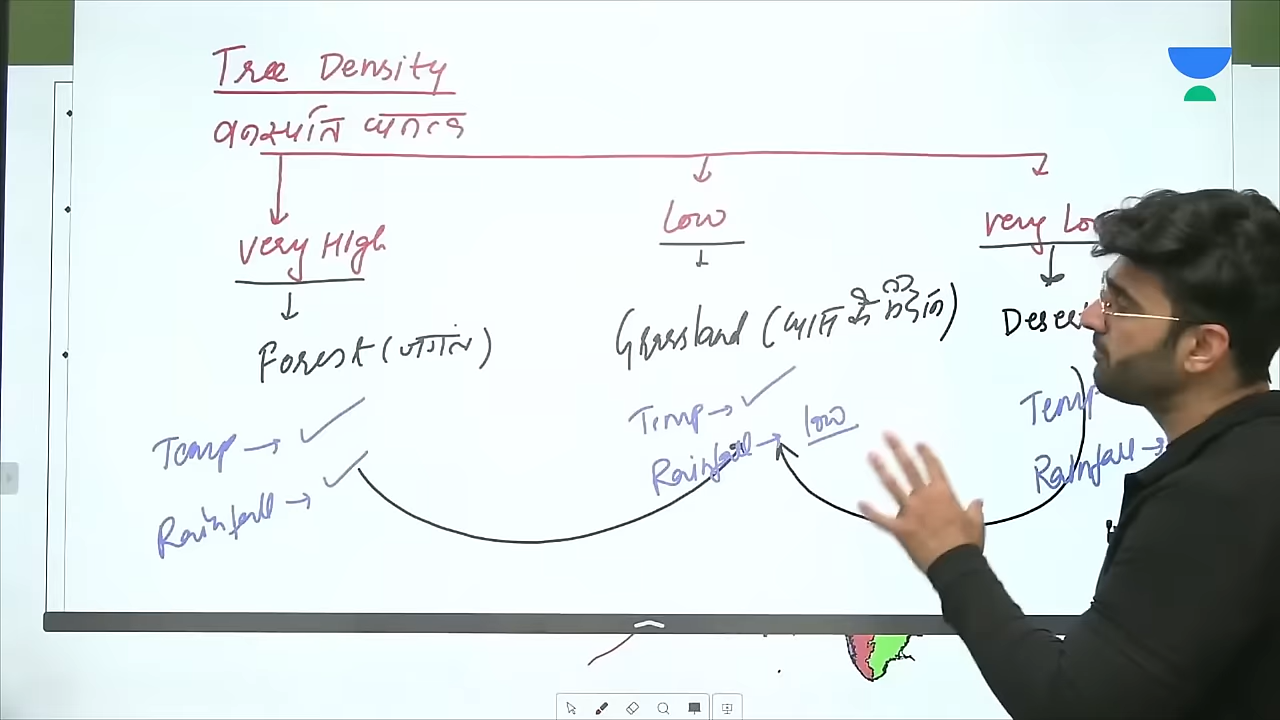 Tree Density
वनस्पति घनत्व
Very High
Low
Very Lo
Forest (जंगल)
Grassland (घास के मैदान)
Deser
Temp → ✓
Rainfall → ✓
Temp → ✓
Rainfall → low
Temp
Rainfall →